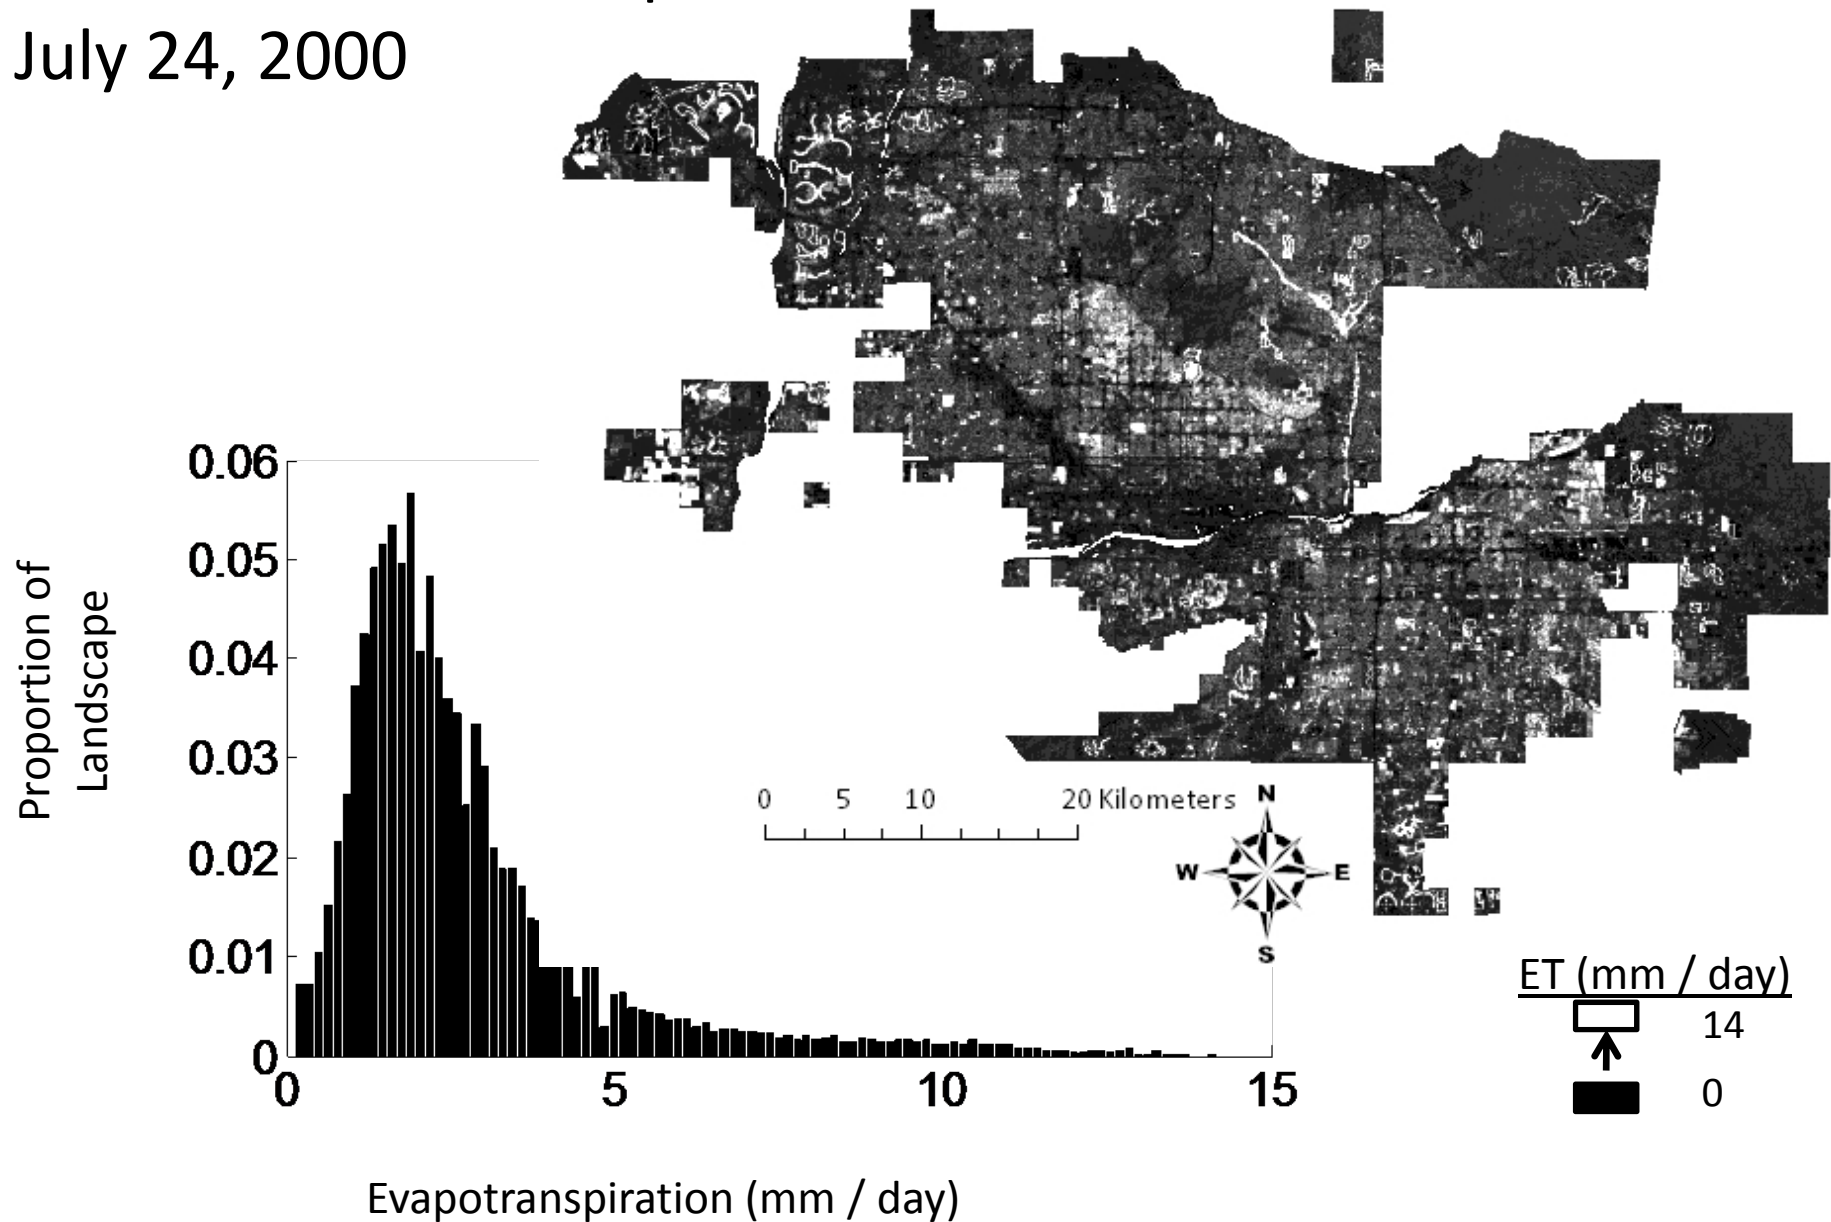 July 24, 2000
0.06
0.05
0.04
0.03
0.02
0.01
0
Proportion of
Landscape
0 5 10 15
Evapotranspiration (mm / day)
0 5 10 20 Kilometers
N
W E
S
ET (mm / day)
14
0